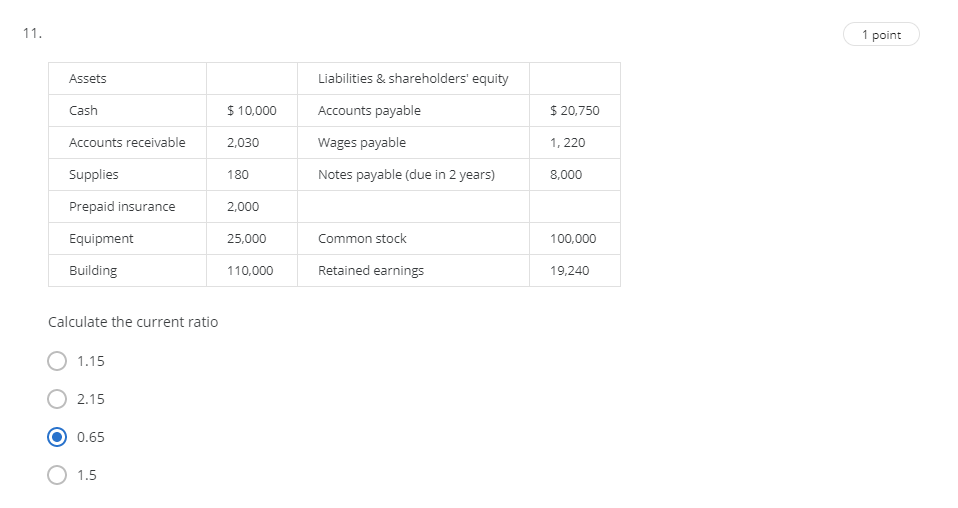 11.
1 point
Assets Liabilities & shareholders' equity
Cash $ 10,000 Accounts payable $ 20,750
Accounts receivable 2,030 Wages payable 1, 220
Supplies 180 Notes payable (due in 2 years) 8,000
Prepaid insurance 2,000
Equipment 25,000 Common stock 100,000
Building 110,000 Retained earnings 19,240
Calculate the current ratio
1.15
2.15
0.65
1.5